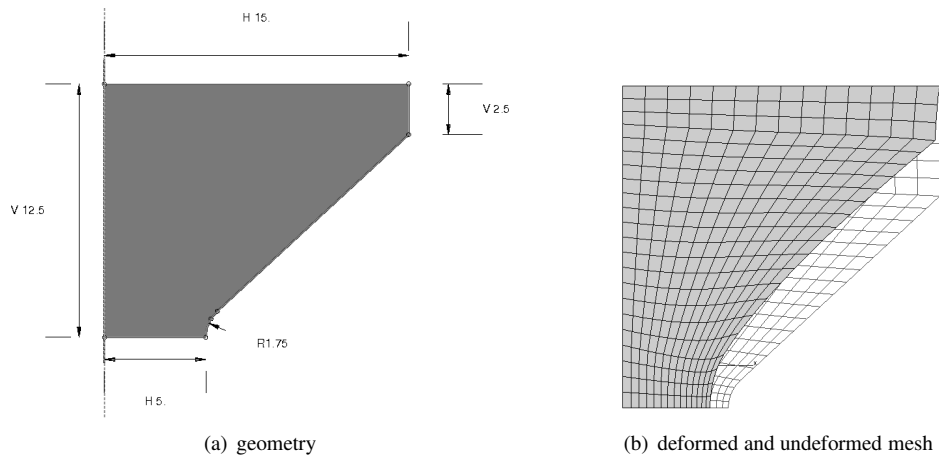 H 15.
V 2.5
V 12.5
R1.75
H 5.
(a) geometry
(b) deformed and undeformed mesh